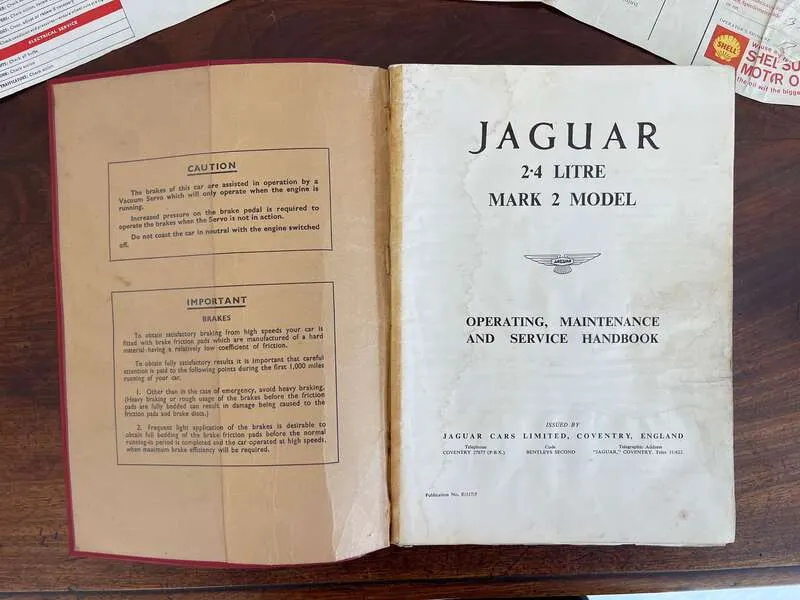 ELECTRICAL SERVICE
SHELL
MOTOR O
CAUTION
The brakes of this car are assisted in operation by a
Vacuum Servo which will only operate when the engine is
running.
Increased pressure on the brake pedal is required to
operate the brakes when the Servo is not in action.
Do not coast the car in neutral with the engine switched
off.
IMPORTANT
BRAKES
To obtain satisfactory braking from high speeds your car is
fitted with brake friction pads which are manufactured of a hard
material having a relatively low coefficient of friction.
To obtain fully satisfactory results it is important that careful
attention is paid to the following points during the first 1,000 miles
running of your car.
1. Other than in the case of emergency, avoid heavy braking.
(Heavy braking or rough usage of the brakes before the friction
pads are fully bedded can result in damage being caused to the
friction pads and brake discs.)
2. Frequent light application of the brakes is desirable to
obtain full bedding of the brake friction pads before the normal
running-in period is completed and the car operated at high speeds,
when maximum brake efficiency will be required.
JAGUAR
2·4 LITRE
MARK 2 MODEL
JAGUAR
OPERATING, MAINTENANCE
AND SERVICE HANDBOOK
ISSUED BY
JAGUAR CARS LIMITED, COVENTRY, ENGLAND
Telephone Code Telegraphic Address
COVENTRY 27677 (P.B.X.) BENTLEYS SECOND "JAGUAR," COVENTRY. Telex 31/622
Publication No.